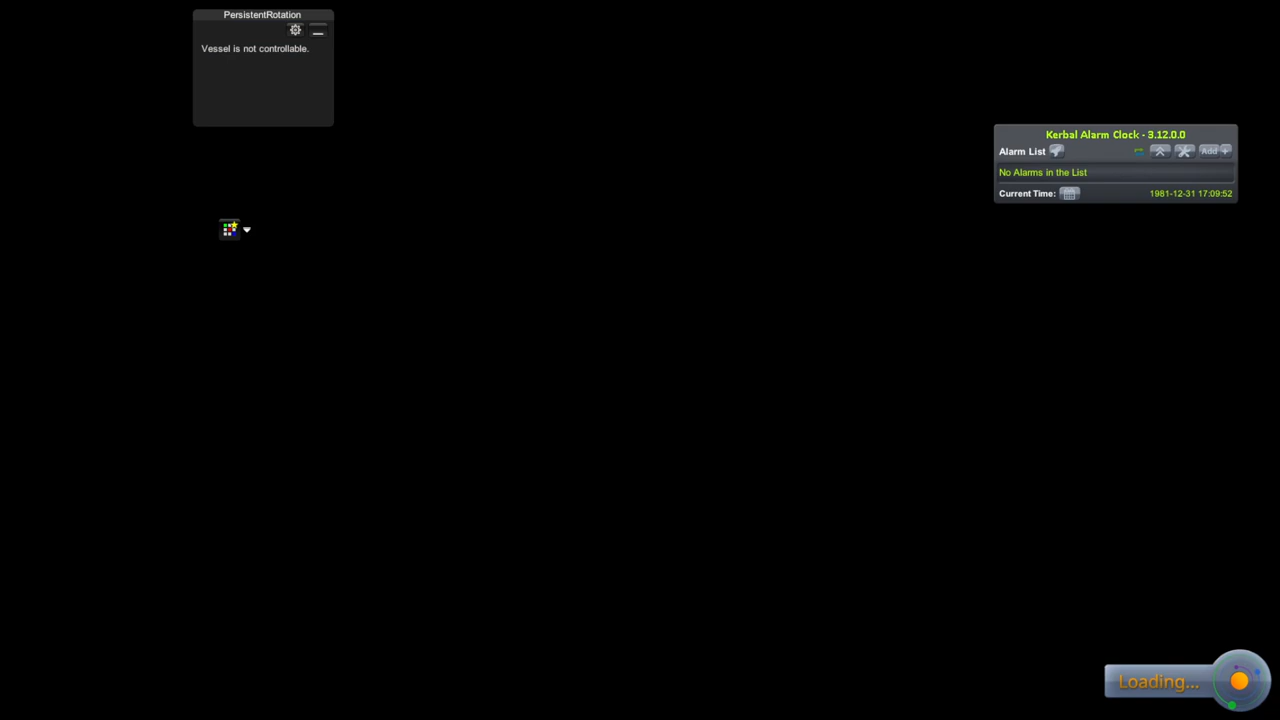 PersistentRotation
Vessel is not controllable.
Kerbal Alarm Clock - 3.12.0.0
Alarm List
Add +
No Alarms in the List
Current Time: 1981-12-31 17:09:52
Loading...